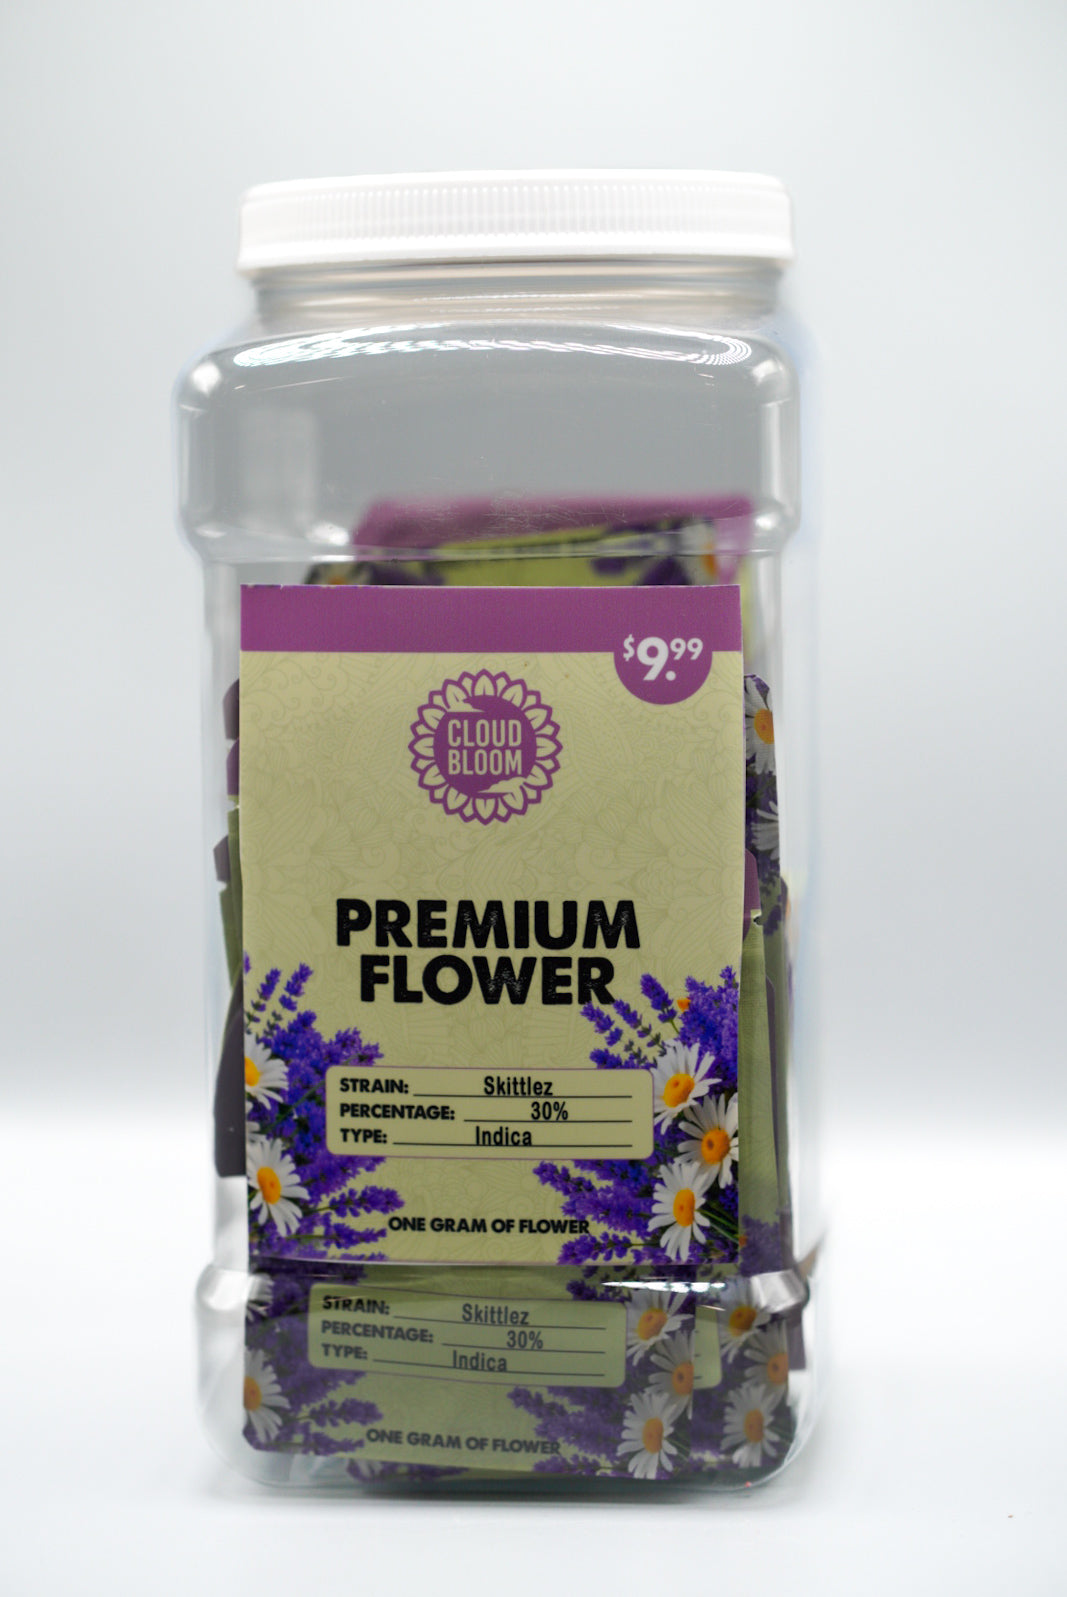 $9.99
CLOUD
BLOOM
PREMIUM
FLOWER
STRAIN: Skittlez
PERCENTAGE: 30%
TYPE: Indica
ONE GRAM OF FLOWER
STRAIN: Skittlez
PERCENTAGE: 30%
TYPE: Indica
ONE GRAM OF FLOWER